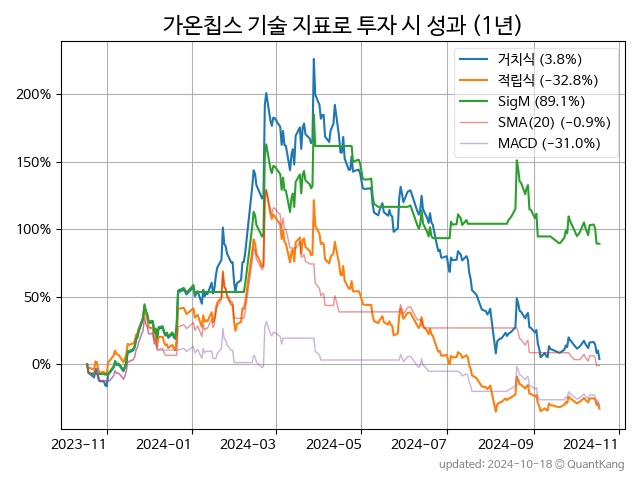 가온칩스 기술 지표로 투자 시 성과 (1년)
거치식 (3.8%)
적립식 (-32.8%)
SigM (89.1%)
SMA(20) (-0.9%)
MACD (-31.0%)
200%
150%
100%
50%
0%
2023-11 2024-01 2024-03 2024-05 2024-07 2024-09 2024-11
updated: 2024-10-18 © QuantKang